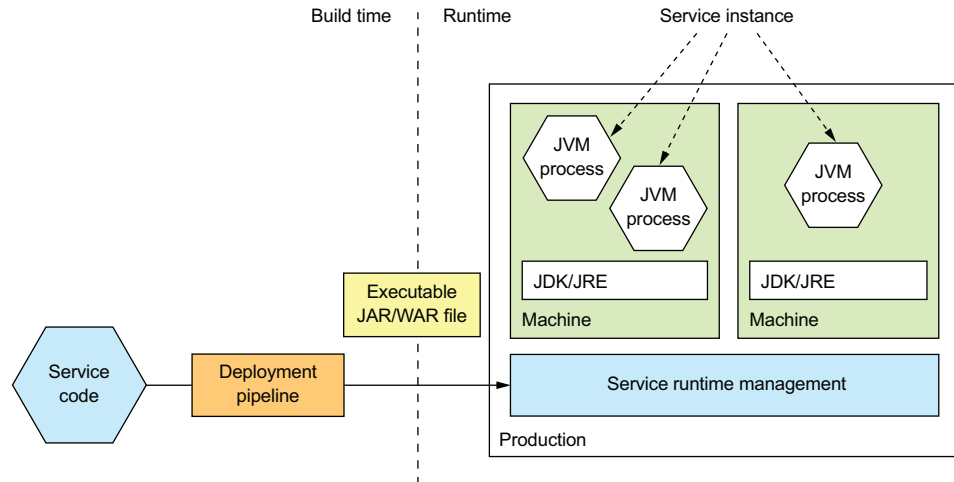 Build time
Runtime
Service instance
JVM
process
JVM
process
JVM
process
JDK/JRE
JDK/JRE
Machine
Machine
Executable
JAR/WAR file
Service
code
Deployment
pipeline
Service runtime management
Production